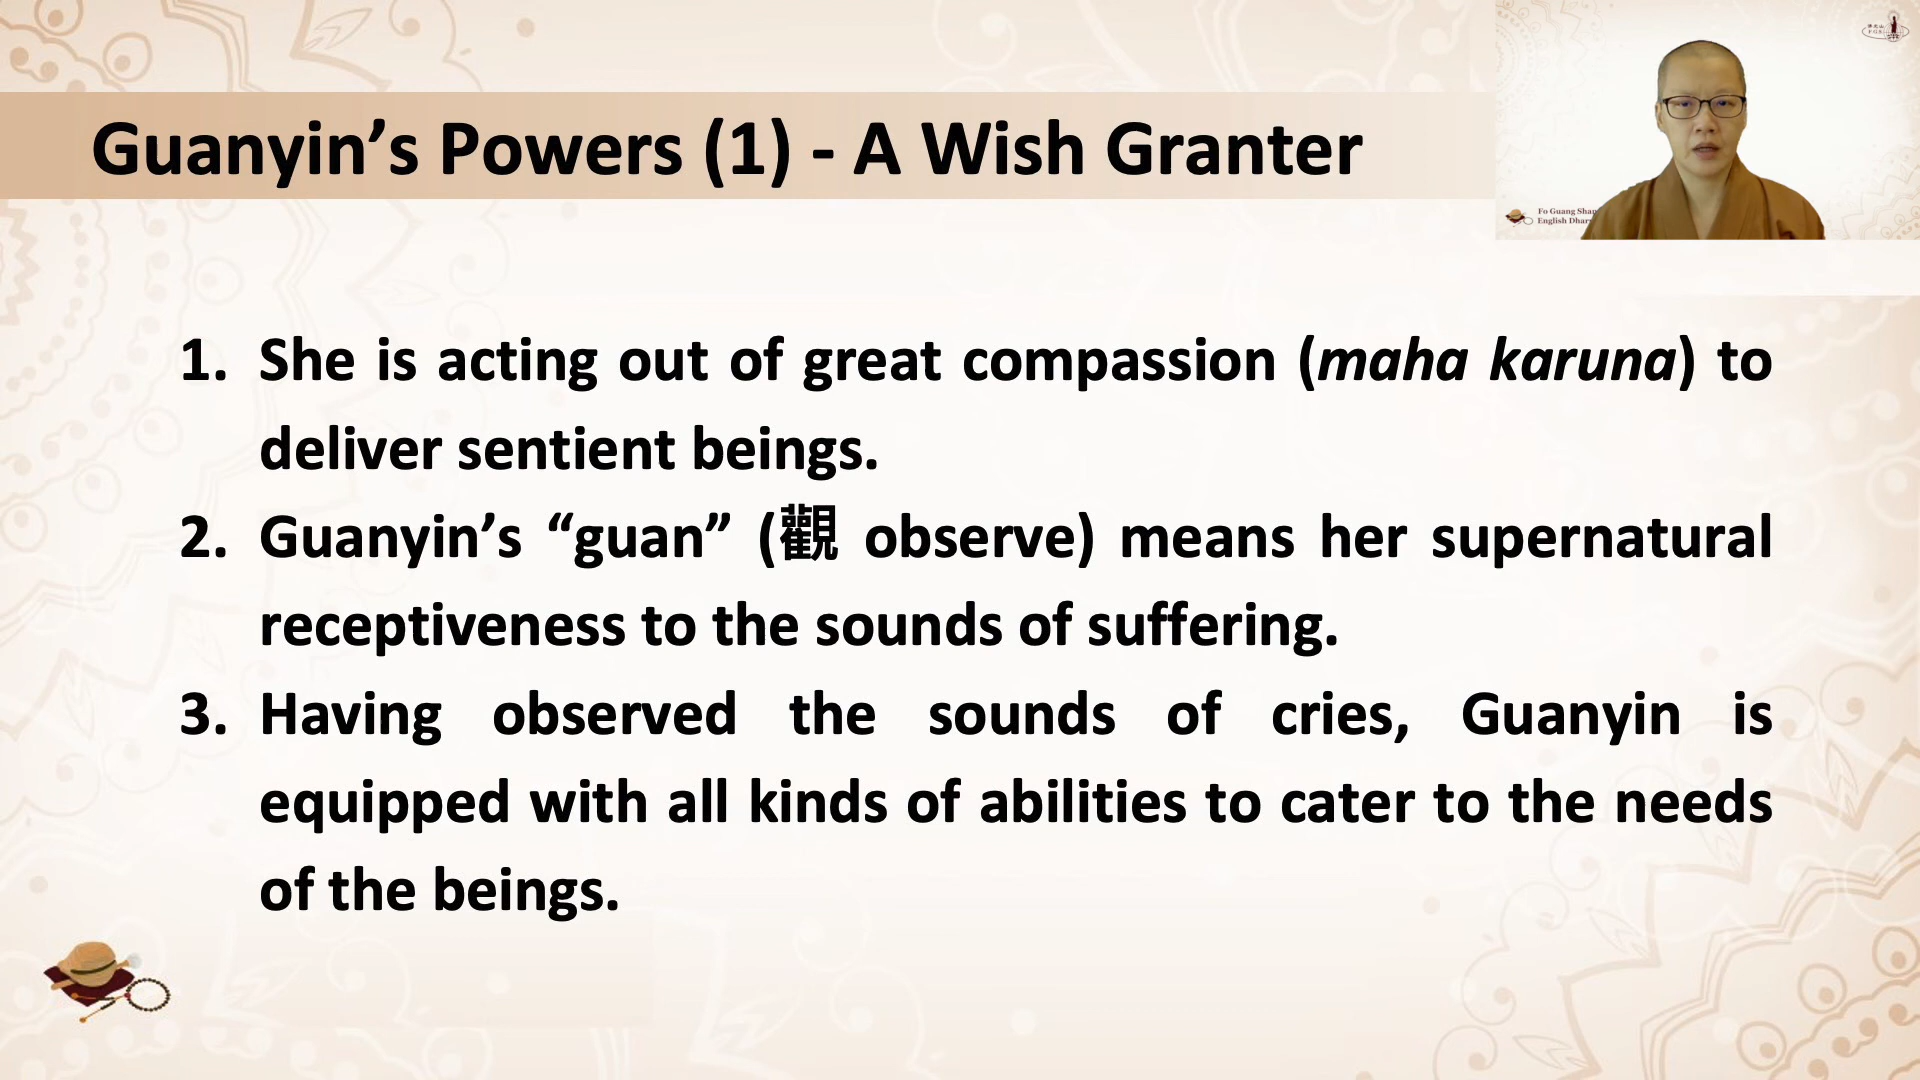 Guanyin’s Powers (1) - A Wish Granter
Fo Guang Shan
English
1. She is acting out of great compassion (maha karuna) to
deliver sentient beings.
2. Guanyin’s “guan” (觀 observe) means her supernatural
receptiveness to the sounds of suffering.
3. Having observed the sounds of cries, Guanyin is
equipped with all kinds of abilities to cater to the needs
of the beings.